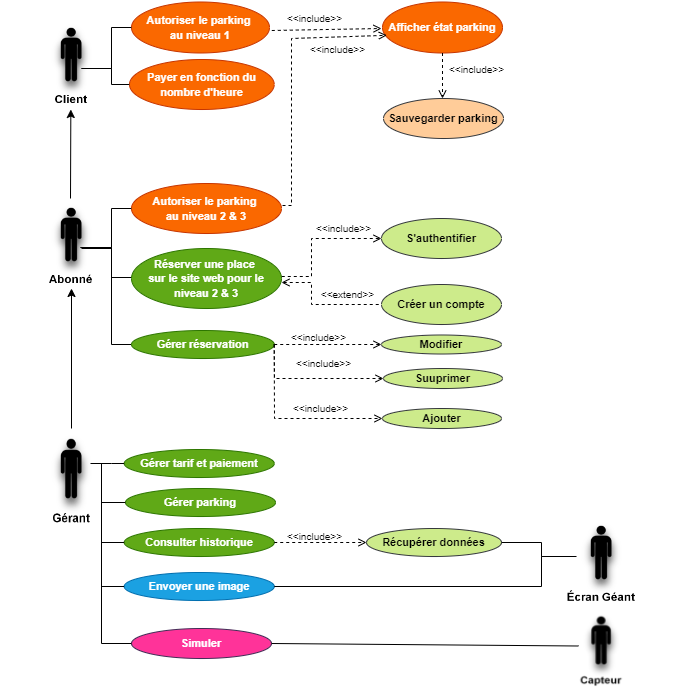 Autoriser le parking
au niveau 1
<<include>>
Afficher état parking
<<include>>
<<include>>
Client
Payer en fonction du
nombre d'heure
Sauvegarder parking
Autoriser le parking
au niveau 2 & 3
<<include>>
S'authentifier
Abonné
Réserver une place
sur le site web pour le
niveau 2 & 3
<<extend>>
Créer un compte
Gérer réservation
<<include>>
Modifier
<<include>>
Suuprimer
<<include>>
Ajouter
Gérer tarif et paiement
Gérer parking
Gérant
Consulter historique
<<include>>
Récupérer données
Envoyer une image
Écran Géant
Simuler
Capteur